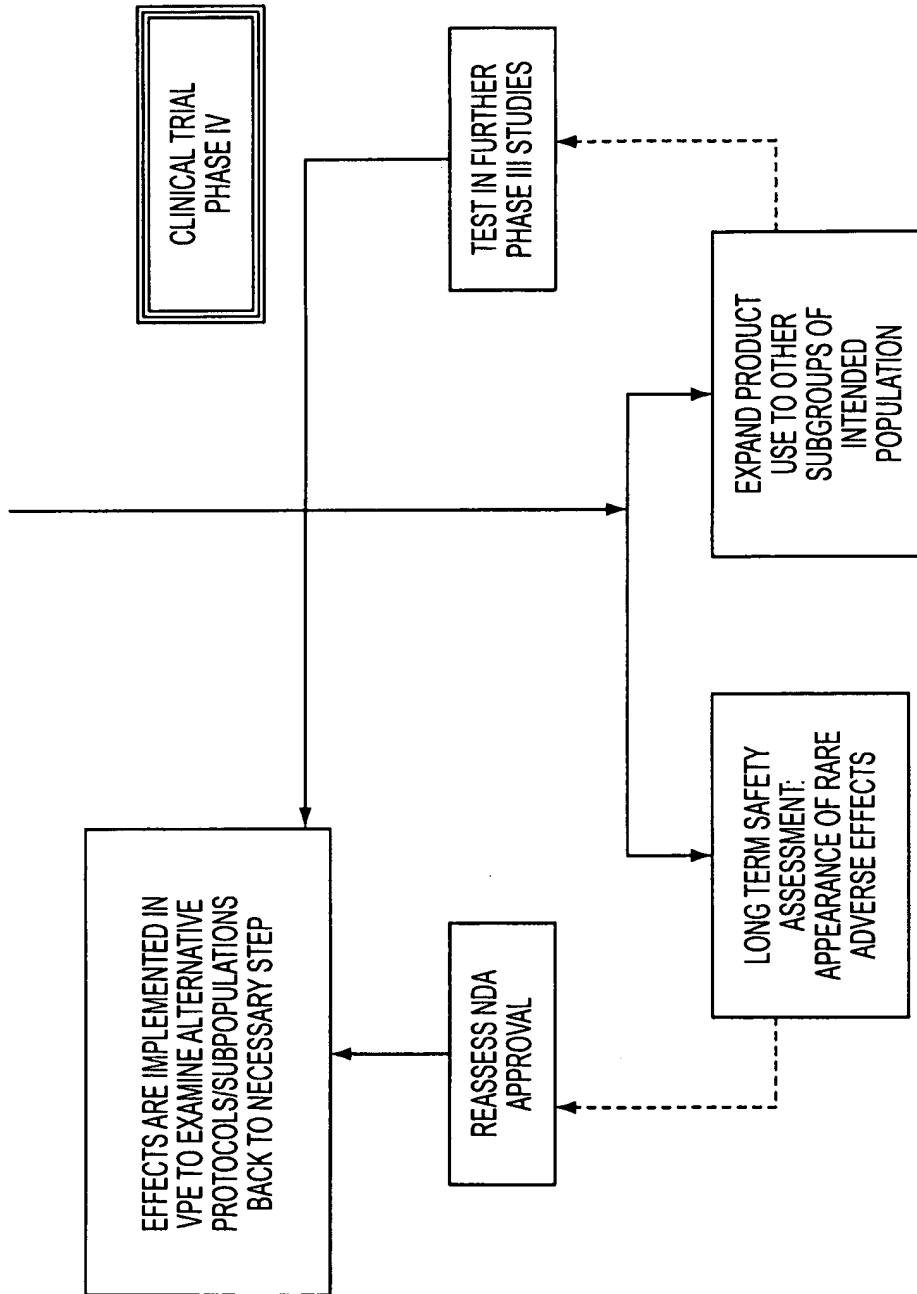 CLINICAL TRIAL
PHASE IV
EFFECTS ARE IMPLEMENTED IN
VPE TO EXAMINE ALTERNATIVE
PROTOCOLS/SUBPOPULATIONS
BACK TO NECESSARY STEP
REASSESS NDA
APPROVAL
TEST IN FURTHER
PHASE III STUDIES
LONG TERM SAFETY
ASSESSMENT:
APPEARANCE OF RARE
ADVERSE EFFECTS
EXPAND PRODUCT
USE TO OTHER
SUBGROUPS OF
INTENDED
POPULATION